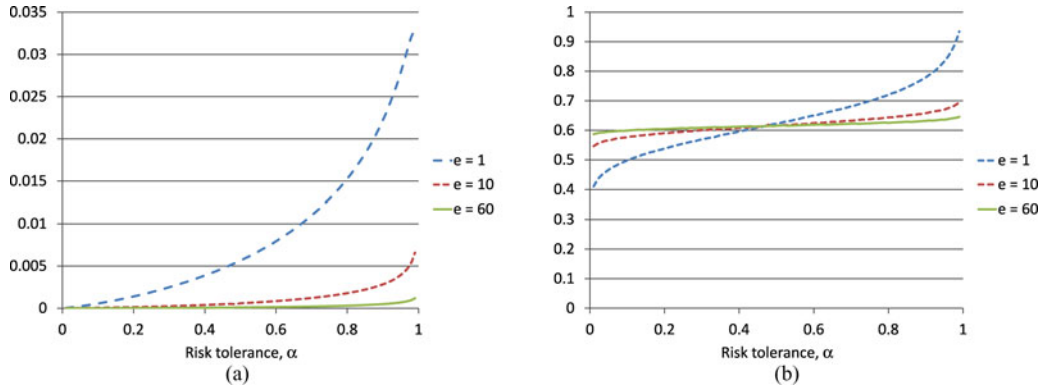 0.035
0.03
0.025
0.02
0.015
0.01
0.005
0
0 0.2 0.4 0.6 0.8 1
Risk tolerance, α
e = 1
e = 10
e = 60
(a)
1
0.9
0.8
0.7
0.6
0.5
0.4
0.3
0.2
0.1
0
0 0.2 0.4 0.6 0.8 1
Risk tolerance, α
e = 1
e = 10
e = 60
(b)